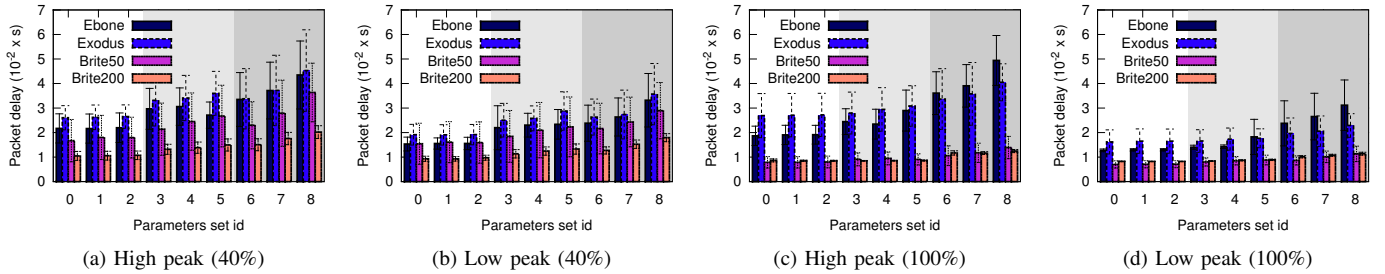 Packet delay (10⁻² x s)
7
6
5
4
3
2
1
0
Ebone
Exodus
Brite50
Brite200
0 1 2 3 4 5 6 7 8
Parameters set id
(a) High peak (40%)
Packet delay (10⁻² x s)
7
6
5
4
3
2
1
0
Ebone
Exodus
Brite50
Brite200
0 1 2 3 4 5 6 7 8
Parameters set id
(b) Low peak (40%)
Packet delay (10⁻² x s)
7
6
5
4
3
2
1
0
Ebone
Exodus
Brite50
Brite200
0 1 2 3 4 5 6 7 8
Parameters set id
(c) High peak (100%)
Packet delay (10⁻² x s)
7
6
5
4
3
2
1
0
Ebone
Exodus
Brite50
Brite200
0 1 2 3 4 5 6 7 8
Parameters set id
(d) Low peak (100%)